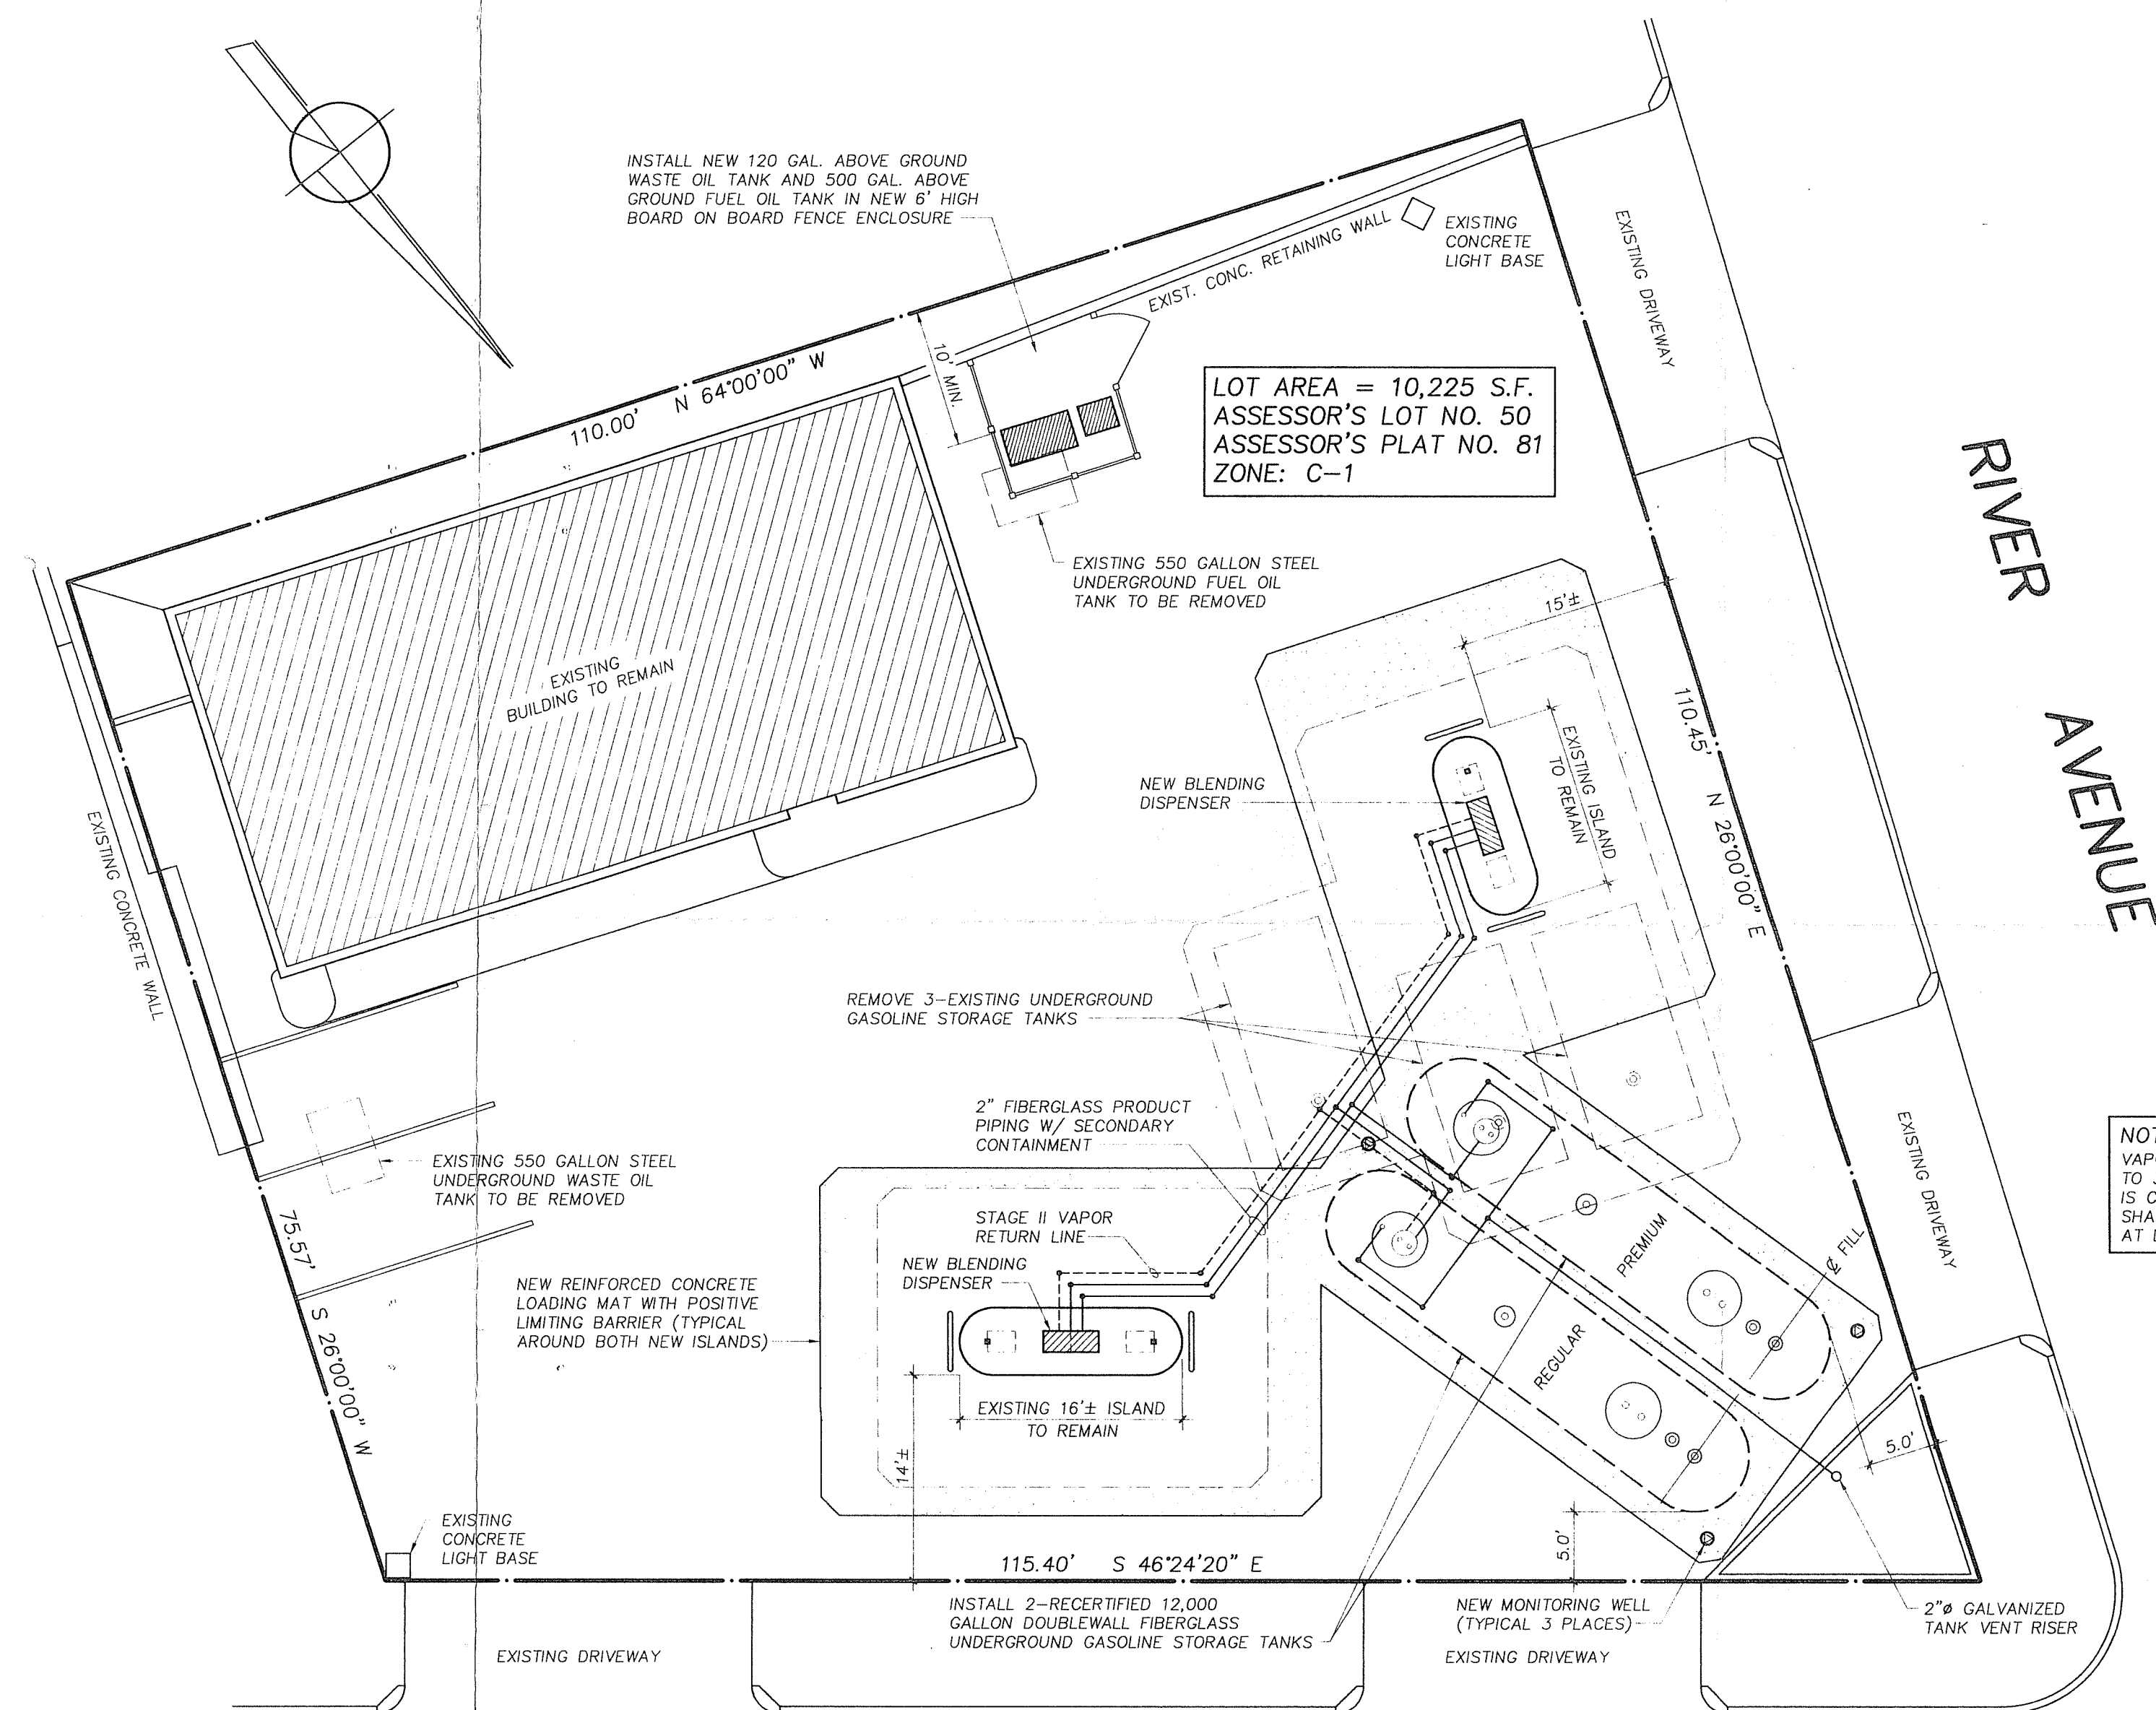 INSTALL NEW 120 GAL. ABOVE GROUND
WASTE OIL TANK AND 500 GAL. ABOVE
GROUND FUEL OIL TANK IN NEW 6' HIGH
BOARD ON BOARD FENCE ENCLOSURE
EXISTING
CONCRETE
LIGHT BASE
EXIST. CONC. RETAINING WALL
EXISTING DRIVEWAY
110.00' N 64°00'00" W
10' MIN.
LOT AREA = 10,225 S.F.
ASSESSOR'S LOT NO. 50
ASSESSOR'S PLAT NO. 81
ZONE: C-1
RIVER
AVENUE
EXISTING 550 GALLON STEEL
UNDERGROUND FUEL OIL
TANK TO BE REMOVED
15'±
EXISTING
BUILDING TO REMAIN
110.45' N 26°00'00" E
EXISTING ISLAND
TO REMAIN
NEW BLENDING
DISPENSER
EXISTING CONCRETE WALL
REMOVE 3-EXISTING UNDERGROUND
GASOLINE STORAGE TANKS
2" FIBERGLASS PRODUCT
PIPING W/ SECONDARY
CONTAINMENT
EXISTING DRIVEWAY
NOT
VAP
TO
IS
SHA
AT
EXISTING 550 GALLON STEEL
UNDERGROUND WASTE OIL
TANK TO BE REMOVED
STAGE II VAPOR
RETURN LINE
NEW BLENDING
DISPENSER
75.57' S 26°00'00" W
NEW REINFORCED CONCRETE
LOADING MAT WITH POSITIVE
LIMITING BARRIER (TYPICAL
AROUND BOTH NEW ISLANDS)
PREMIUM
℄ FILL
REGULAR
EXISTING 16'± ISLAND
TO REMAIN
14'±
5.0'
5.0'
EXISTING
CONCRETE
LIGHT BASE
115.40' S 46°24'20" E
INSTALL 2-RECERTIFIED 12,000
GALLON DOUBLEWALL FIBERGLASS
UNDERGROUND GASOLINE STORAGE TANKS
NEW MONITORING WELL
(TYPICAL 3 PLACES)
2"ø GALVANIZED
TANK VENT RISER
EXISTING DRIVEWAY
EXISTING DRIVEWAY